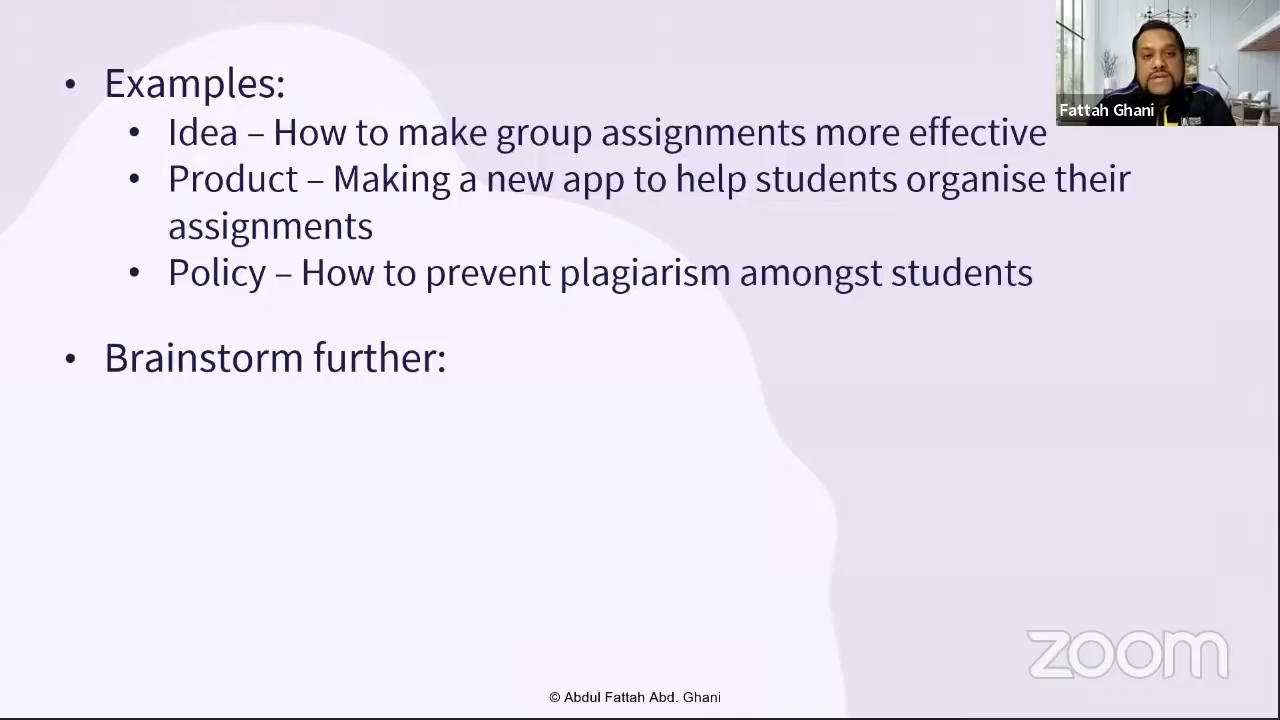 • Examples:
Fattah Ghani
• Idea – How to make group assignments more effective
• Product – Making a new app to help students organise their
assignments
• Policy – How to prevent plagiarism amongst students
• Brainstorm further:
zoom
© Abdul Fattah Abd. Ghani